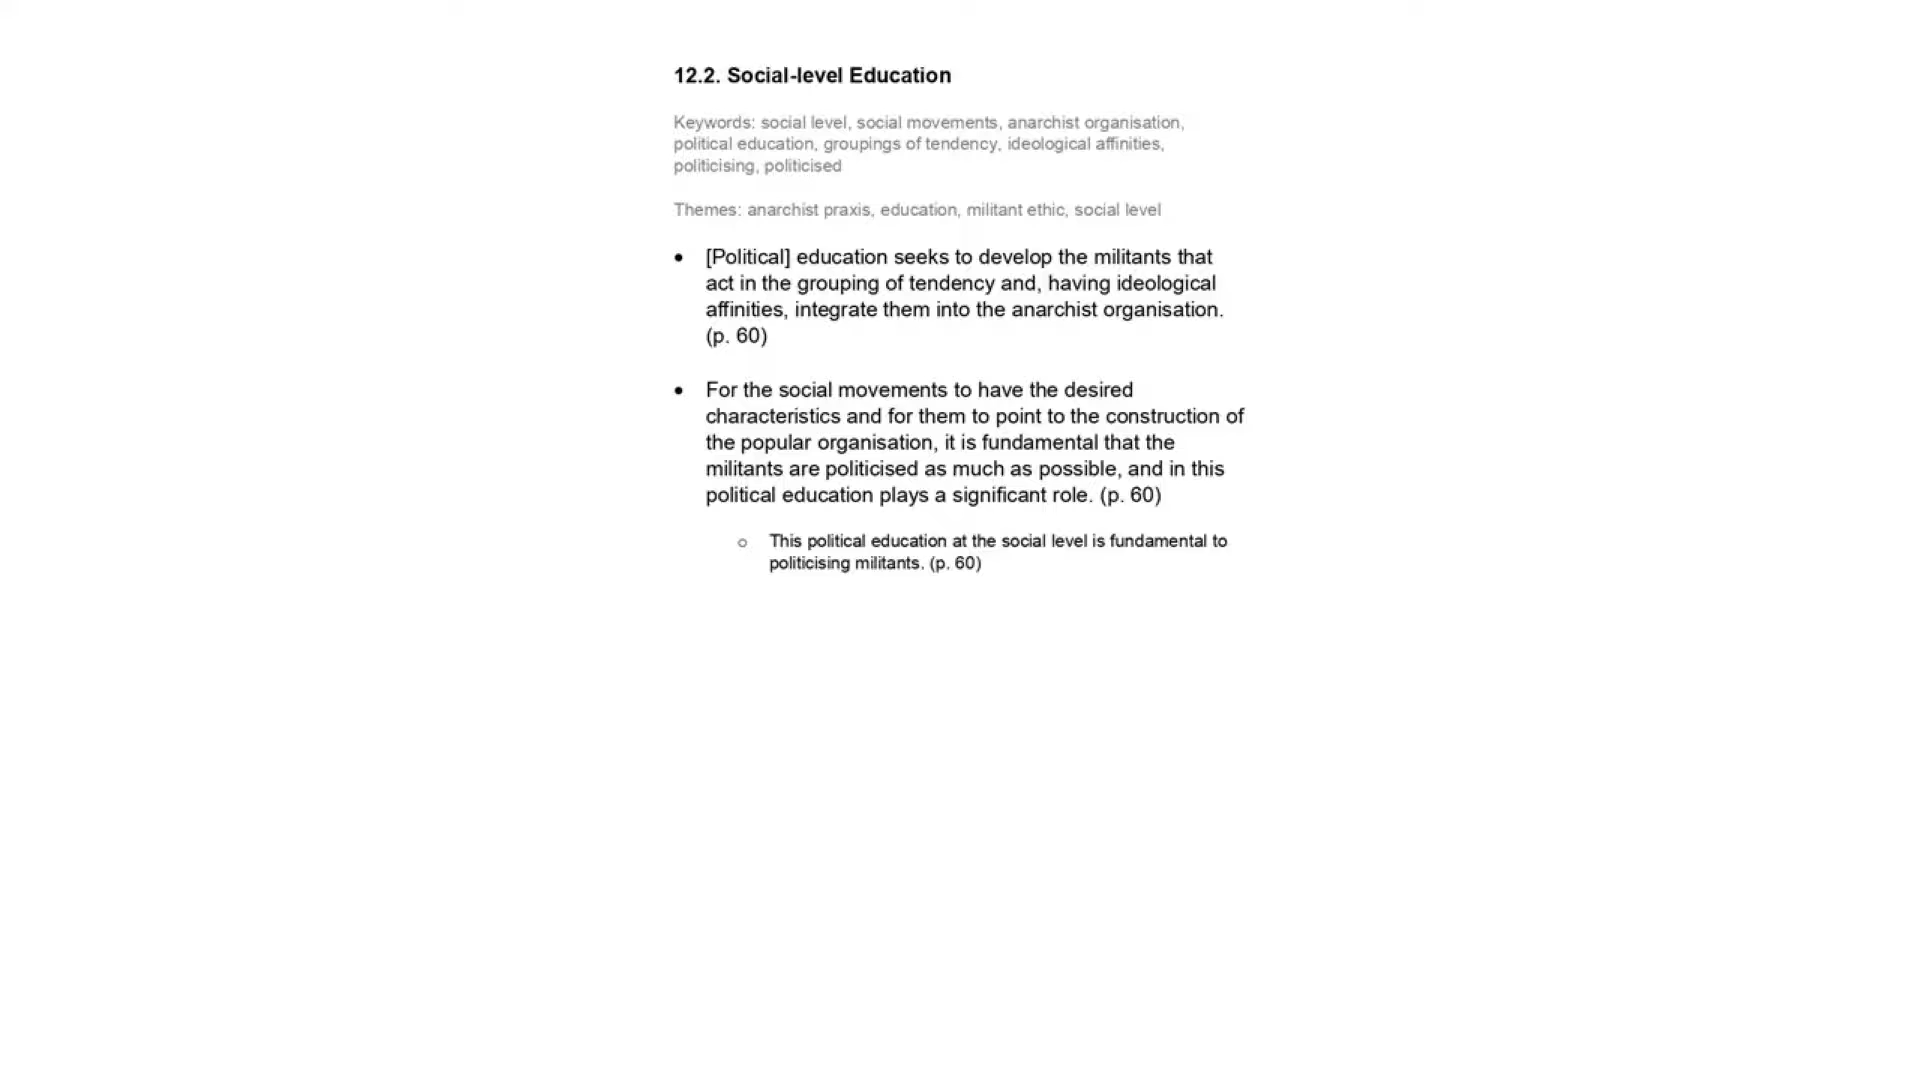 12.2. Social-level Education
Keywords: social level, social movements, anarchist organisation,
political education, groupings of tendency, ideological affinities,
politicising, politicised
Themes: anarchist praxis, education, militant ethic, social level
• [Political] education seeks to develop the militants that
act in the grouping of tendency and, having ideological
affinities, integrate them into the anarchist organisation.
(p. 60)
• For the social movements to have the desired
characteristics and for them to point to the construction of
the popular organisation, it is fundamental that the
militants are politicised as much as possible, and in this
political education plays a significant role. (p. 60)
o This political education at the social level is fundamental to
politicising militants. (p. 60)